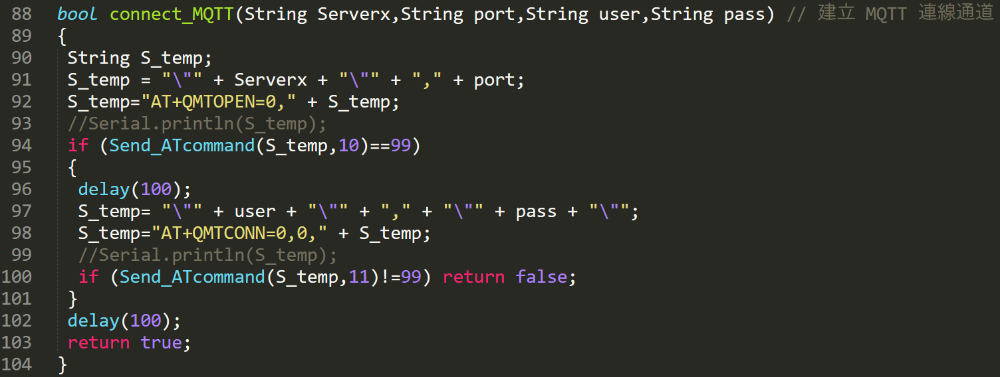 88 bool connect_MQTT(String Serverx,String port,String user,String pass) // 建立 MQTT 連線通道
89 {
90 String S_temp;
91 S_temp = "\"" + Serverx + "\"" + "," + port;
92 S_temp="AT+QMTOPEN=0," + S_temp;
93 //Serial.println(S_temp);
94 if (Send_ATcommand(S_temp,10)==99)
95 {
96 delay(100);
97 S_temp= "\"" + user + "\"" + "," + "\"" + pass + "\"";
98 S_temp="AT+QMTCONN=0,0," + S_temp;
99 //Serial.println(S_temp);
100 if (Send_ATcommand(S_temp,11)!=99) return false;
101 }
102 delay(100);
103 return true;
104 }